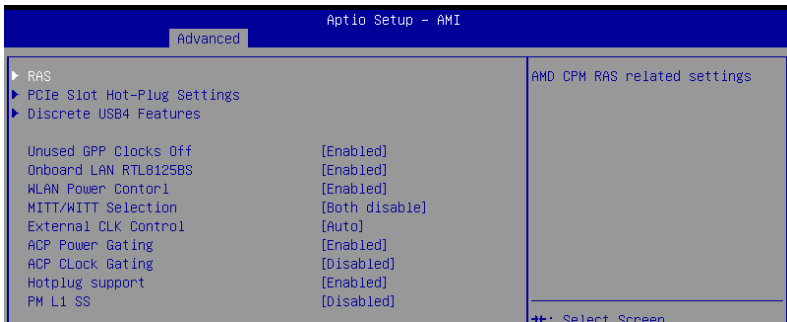 Aptio Setup - AMI
Advanced
RAS
PCIe Slot Hot-Plug Settings
Discrete USB4 Features
Unused GPP Clocks Off [Enabled]
Onboard LAN RTL8125BS [Enabled]
WLAN Power Contorl [Enabled]
MITT/WITT Selection [Both disable]
External CLK Control [Auto]
ACP Power Gating [Enabled]
ACP CLock Gating [Disabled]
Hotplug support [Enabled]
PM L1 SS [Disabled]
AMD CPM RAS related settings
: Select Screen